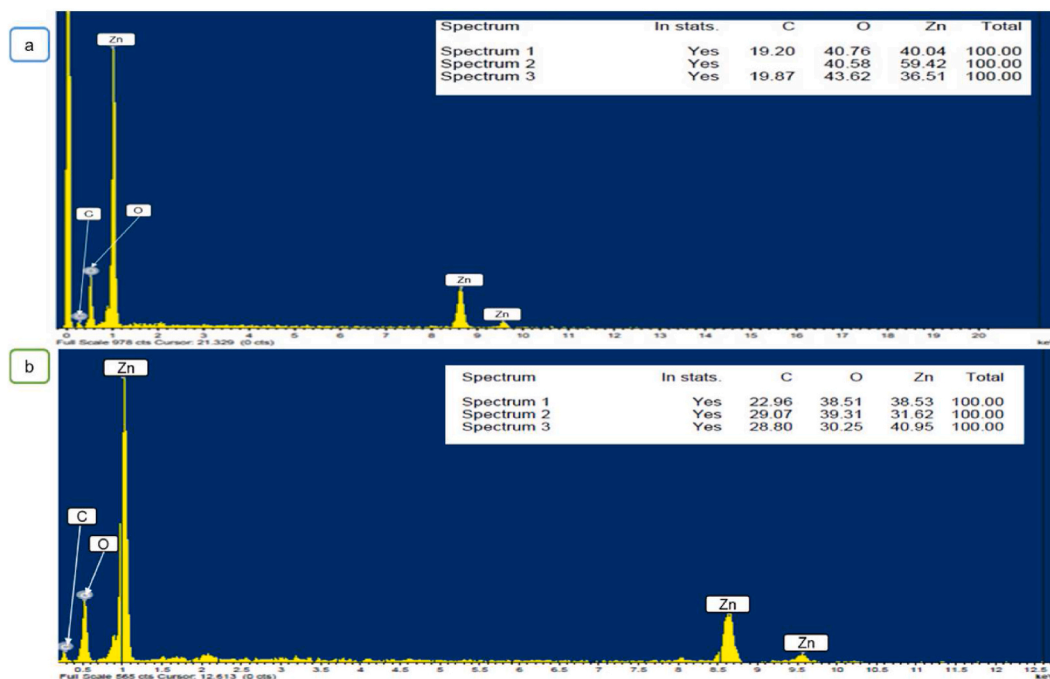 a
Spectrum In stats. C O Zn Total
Spectrum 1 Yes 19.20 40.76 40.04 100.00
Spectrum 2 Yes 40.58 59.42 100.00
Spectrum 3 Yes 19.87 43.62 36.51 100.00
Zn
C
O
Zn
Zn
0 1 2 3 4 5 6 7 8 9 10 11 12 13 14 15 16 17 18 19 20
Full Scale 978 cts Cursor: 21.329 (0 cts) ke
b
Zn
Spectrum In stats. C O Zn Total
Spectrum 1 Yes 22.96 38.51 38.53 100.00
Spectrum 2 Yes 29.07 39.31 31.62 100.00
Spectrum 3 Yes 28.80 30.25 40.95 100.00
C
O
Zn
Zn
0.5 1 1.5 2 2.5 3 3.5 4 4.5 5 5.5 6 6.5 7 7.5 8 8.5 9 9.5 10 10.5 11 11.5 12 12.5
Full Scale 565 cts Cursor: 12.613 (0 cts) ke